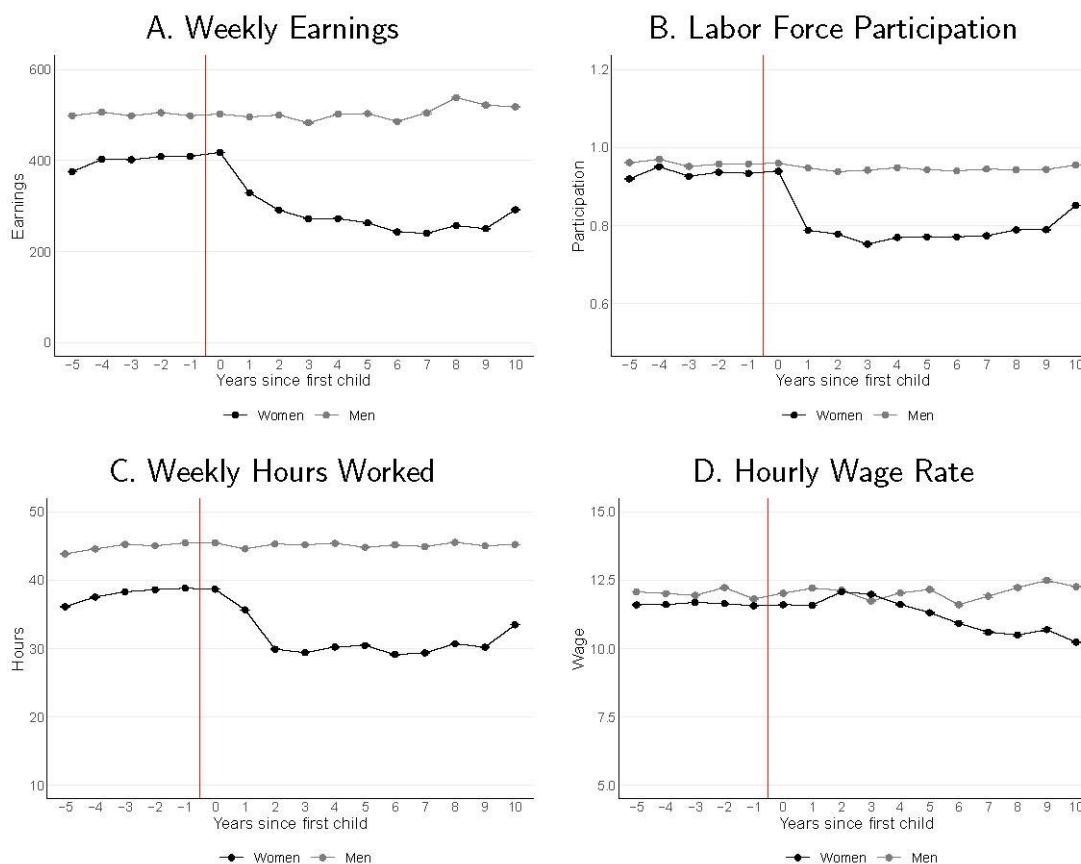 A. Weekly Earnings
600
400
200
0
Earnings
-5 -4 -3 -2 -1 0 1 2 3 4 5 6 7 8 9 10
Years since first child
Women Men
B. Labor Force Participation
1.2
1.0
0.8
0.6
Participation
-5 -4 -3 -2 -1 0 1 2 3 4 5 6 7 8 9 10
Years since first child
Women Men
C. Weekly Hours Worked
50
40
30
20
10
Hours
-5 -4 -3 -2 -1 0 1 2 3 4 5 6 7 8 9 10
Years since first child
Women Men
D. Hourly Wage Rate
15.0
12.5
10.0
7.5
5.0
Wage
-5 -4 -3 -2 -1 0 1 2 3 4 5 6 7 8 9 10
Years since first child
Women Men